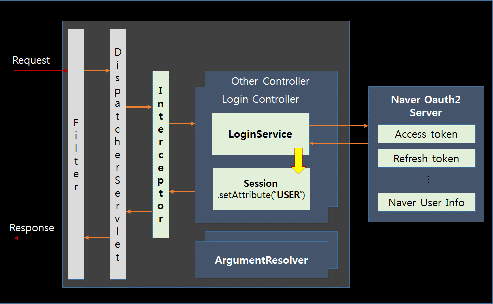 Request
Response
Filter
DispatcherServlet
Interceptor
Other Controller
Login Controller
LoginService
Session
.setAttribute("USER")
ArgumentResolver
Naver Oauth2
Server
Access token
Refresh token
⋮
Naver User Info